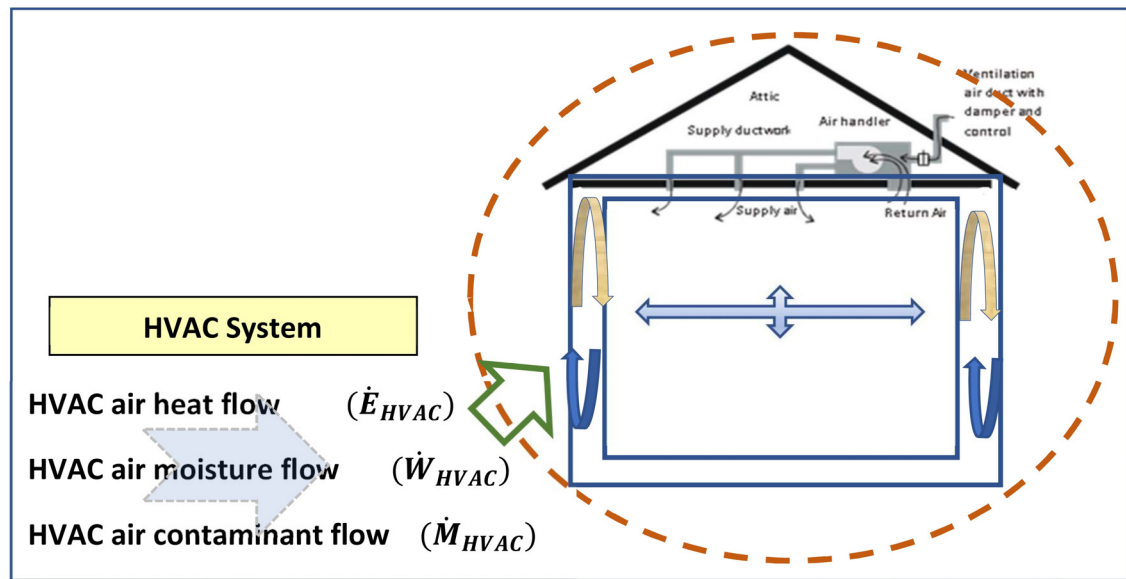 Ventilation
air duct with
damper and
control
Attic
Air handler
Supply ductwork
Supply air
Return Air
HVAC System
HVAC air heat flow (Ė_HVAC)
HVAC air moisture flow (Ẇ_HVAC)
HVAC air contaminant flow (Ṁ_HVAC)